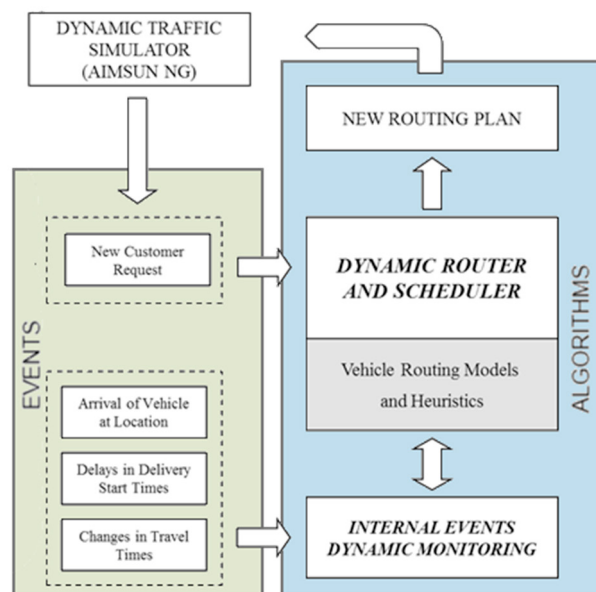 DYNAMIC TRAFFIC
SIMULATOR
(AIMSUN NG)
NEW ROUTING PLAN
EVENTS
New Customer
Request
DYNAMIC ROUTER
AND SCHEDULER
Vehicle Routing Models
and Heuristics
ALGORITHMS
Arrival of Vehicle
at Location
Delays in Delivery
Start Times
Changes in Travel
Times
INTERNAL EVENTS
DYNAMIC MONITORING